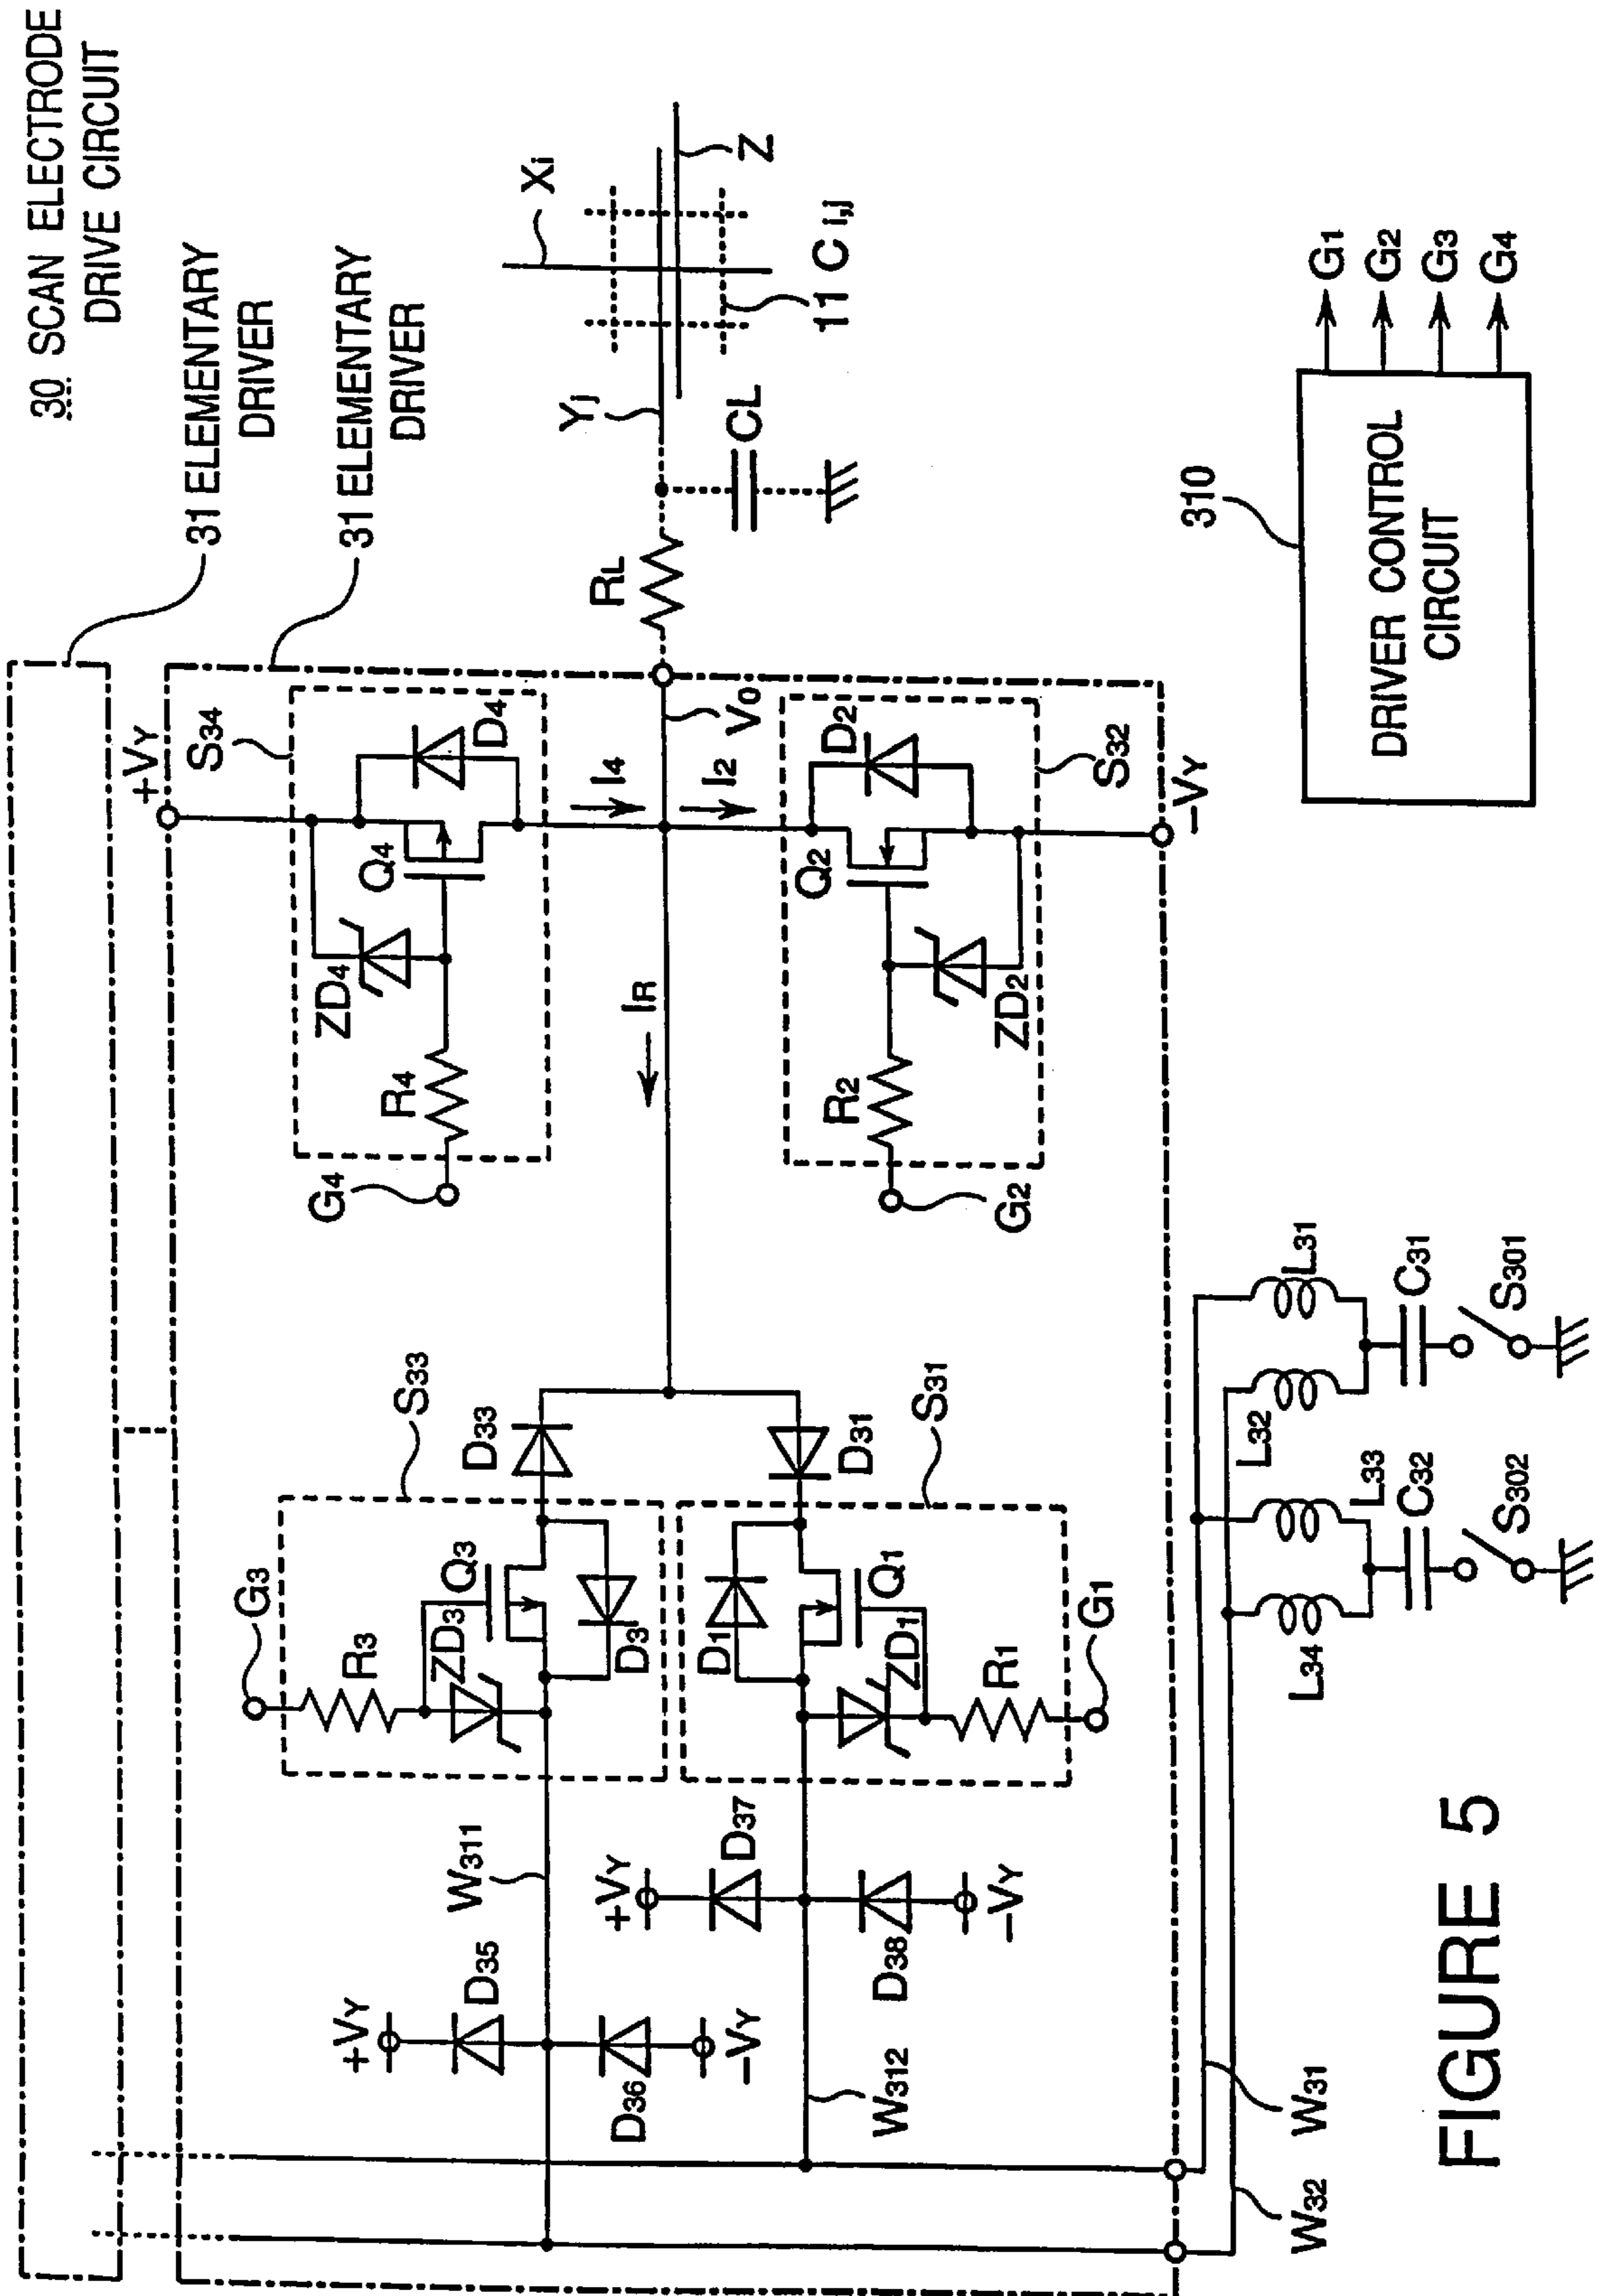 30 SCAN ELECTRODE
DRIVE CIRCUIT
31 ELEMENTARY
DRIVER
31 ELEMENTARY
DRIVER
+VY
S34
D4
Q4
ZD4
R4
G4
I4
I2
IR
VO
RL
CL
Yj
Xi
Z
11 Ci,j
D2
S32
Q2
ZD2
R2
G2
-VY
G3
R3
ZD3
Q3
D3
S33
D33
D31
S31
D1
Q1
ZD1
R1
G1
W311
+VY
D35
D36
-VY
+VY
D37
D38
-VY
W312
W31
W32
L34
L33
L32
L31
C32
C31
S302
S301
310
DRIVER CONTROL
CIRCUIT
G1
G2
G3
G4
FIGURE 5